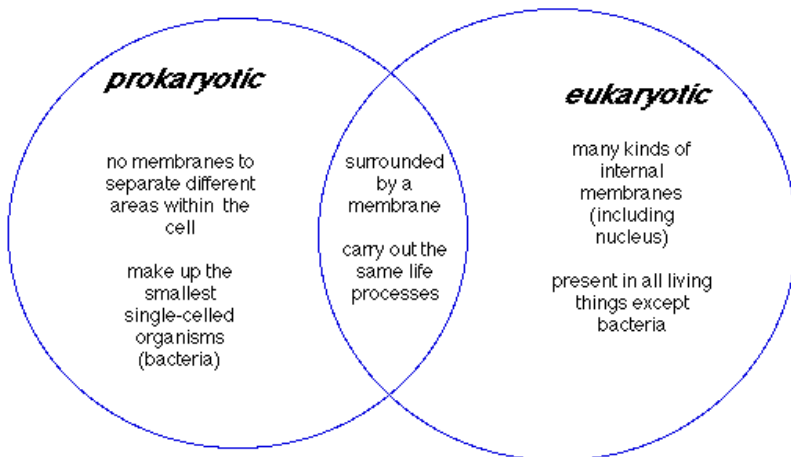 prokaryotic
no membranes to
separate different
areas within the
cell
make up the
smallest
single-celled
organisms
(bacteria)
surrounded
by a
membrane
carry out the
same life
processes
eukaryotic
many kinds of
internal
membranes
(including
nucleus)
present in all living
things except
bacteria